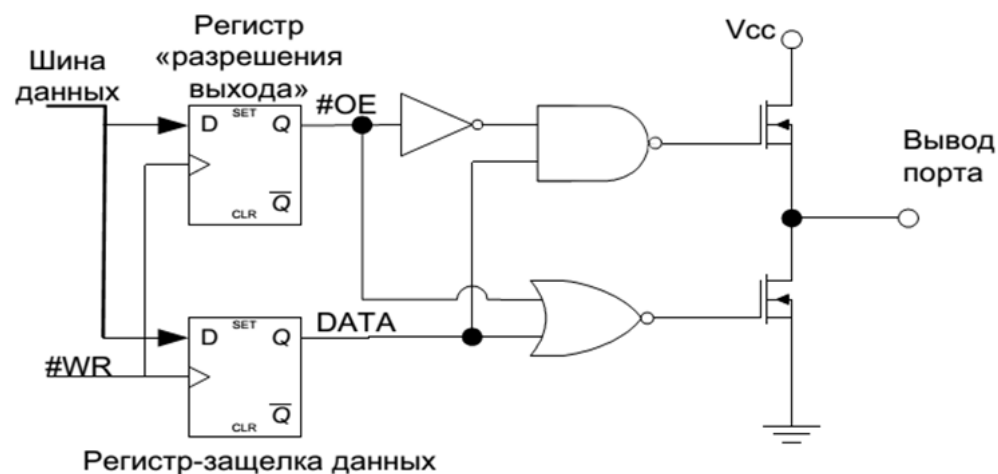 Регистр
«разрешения
выхода»
Шина
данных
#OE
Vcc
D
SET
Q
Q
CLR
Вывод
порта
DATA
D
SET
Q
#WR
Q
CLR
Регистр-защелка данных